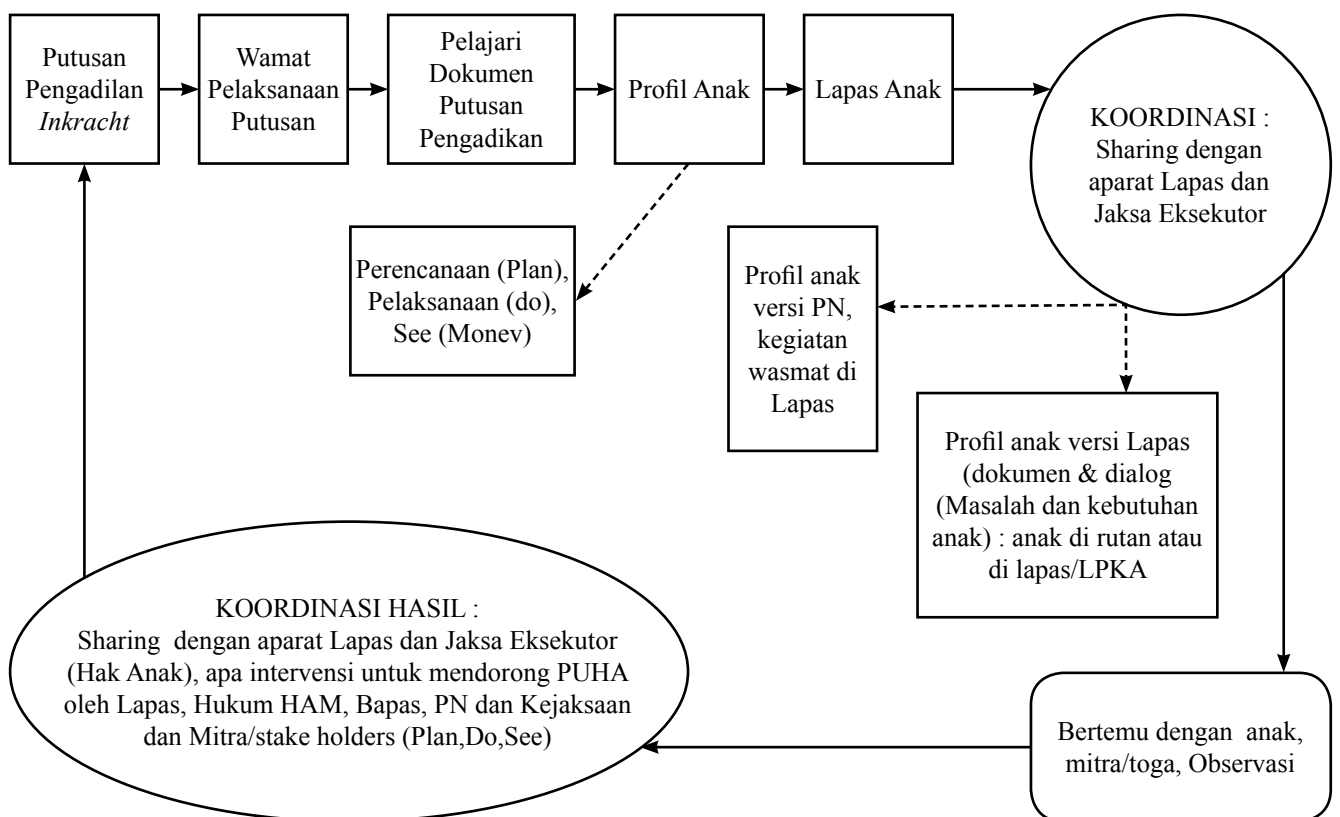 Putusan
Pengadilan
Inkracht
Wamat
Pelaksanaan
Putusan
Pelajari
Dokumen
Putusan
Pengadikan
Profil Anak
Lapas Anak
KOORDINASI :
Sharing dengan
aparat Lapas dan
Jaksa Eksekutor
Perencanaan (Plan),
Pelaksanaan (do),
See (Monev)
Profil anak
versi PN,
kegiatan
wasmat di
Lapas
Profil anak versi Lapas
(dokumen & dialog
(Masalah dan kebutuhan
anak) : anak di rutan atau
di lapas/LPKA
KOORDINASI HASIL :
Sharing dengan aparat Lapas dan Jaksa Eksekutor
(Hak Anak), apa intervensi untuk mendorong PUHA
oleh Lapas, Hukum HAM, Bapas, PN dan Kejaksaan
dan Mitra/stake holders (Plan,Do,See)
Bertemu dengan anak,
mitra/toga, Observasi